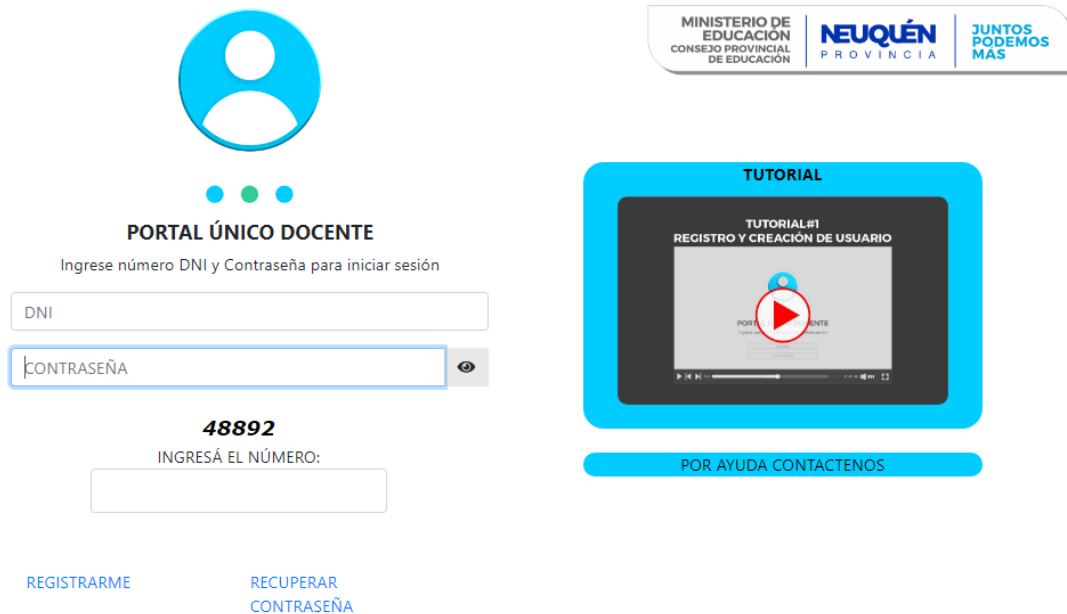 MINISTERIO DE
EDUCACIÓN
CONSEJO PROVINCIAL
DE EDUCACIÓN
NEUQUÉN
PROVINCIA
JUNTOS
PODEMOS
MÁS
PORTAL ÚNICO DOCENTE
Ingrese número DNI y Contraseña para iniciar sesión
DNI
CONTRASEÑA
48892
INGRESÁ EL NÚMERO:
REGISTRARME
RECUPERAR
CONTRASEÑA
TUTORIAL
TUTORIAL#1
REGISTRO Y CREACIÓN DE USUARIO
POR AYUDA CONTACTENOS